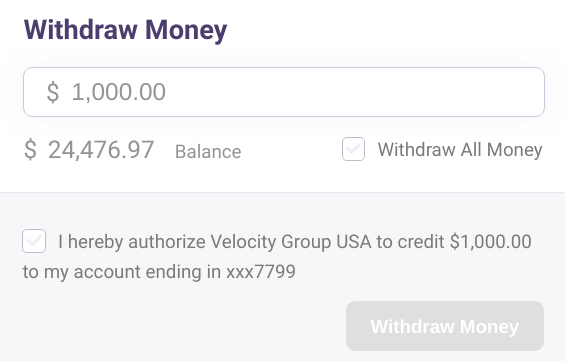 Withdraw Money
$ 1,000.00
$ 24,476.97 Balance Withdraw All Money
I hereby authorize Velocity Group USA to credit $1,000.00
to my account ending in xxx7799
Withdraw Money